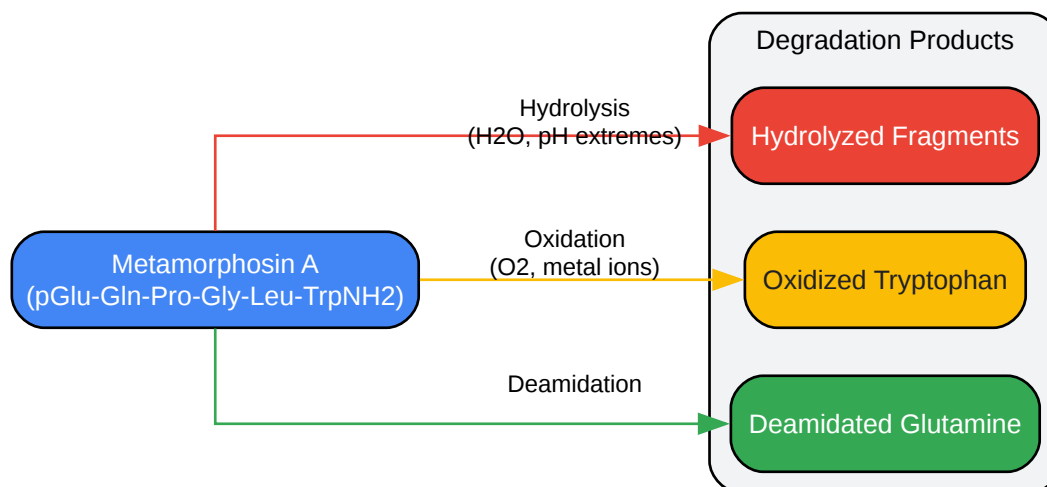 Degradation Products
Hydrolysis
(H2O, pH extremes)
Hydrolyzed Fragments
Metamorphosin A
(pGlu-Gln-Pro-Gly-Leu-TrpNH2)
Oxidation
(O2, metal ions)
Oxidized Tryptophan
Deamidation
Deamidated Glutamine